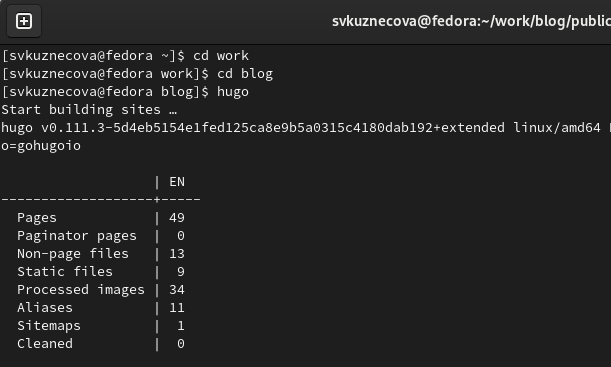 svkuznecova@fedora:~/work/blog/public
[svkuznecova@fedora ~]$ cd work
[svkuznecova@fedora work]$ cd blog
[svkuznecova@fedora blog]$ hugo
Start building sites …
hugo v0.111.3-5d4eb5154e1fed125ca8e9b5a0315c4180dab192+extended linux/amd64
o=gohugoio
| EN
-------------------+-----
Pages | 49
Paginator pages | 0
Non-page files | 13
Static files | 9
Processed images | 34
Aliases | 11
Sitemaps | 1
Cleaned | 0